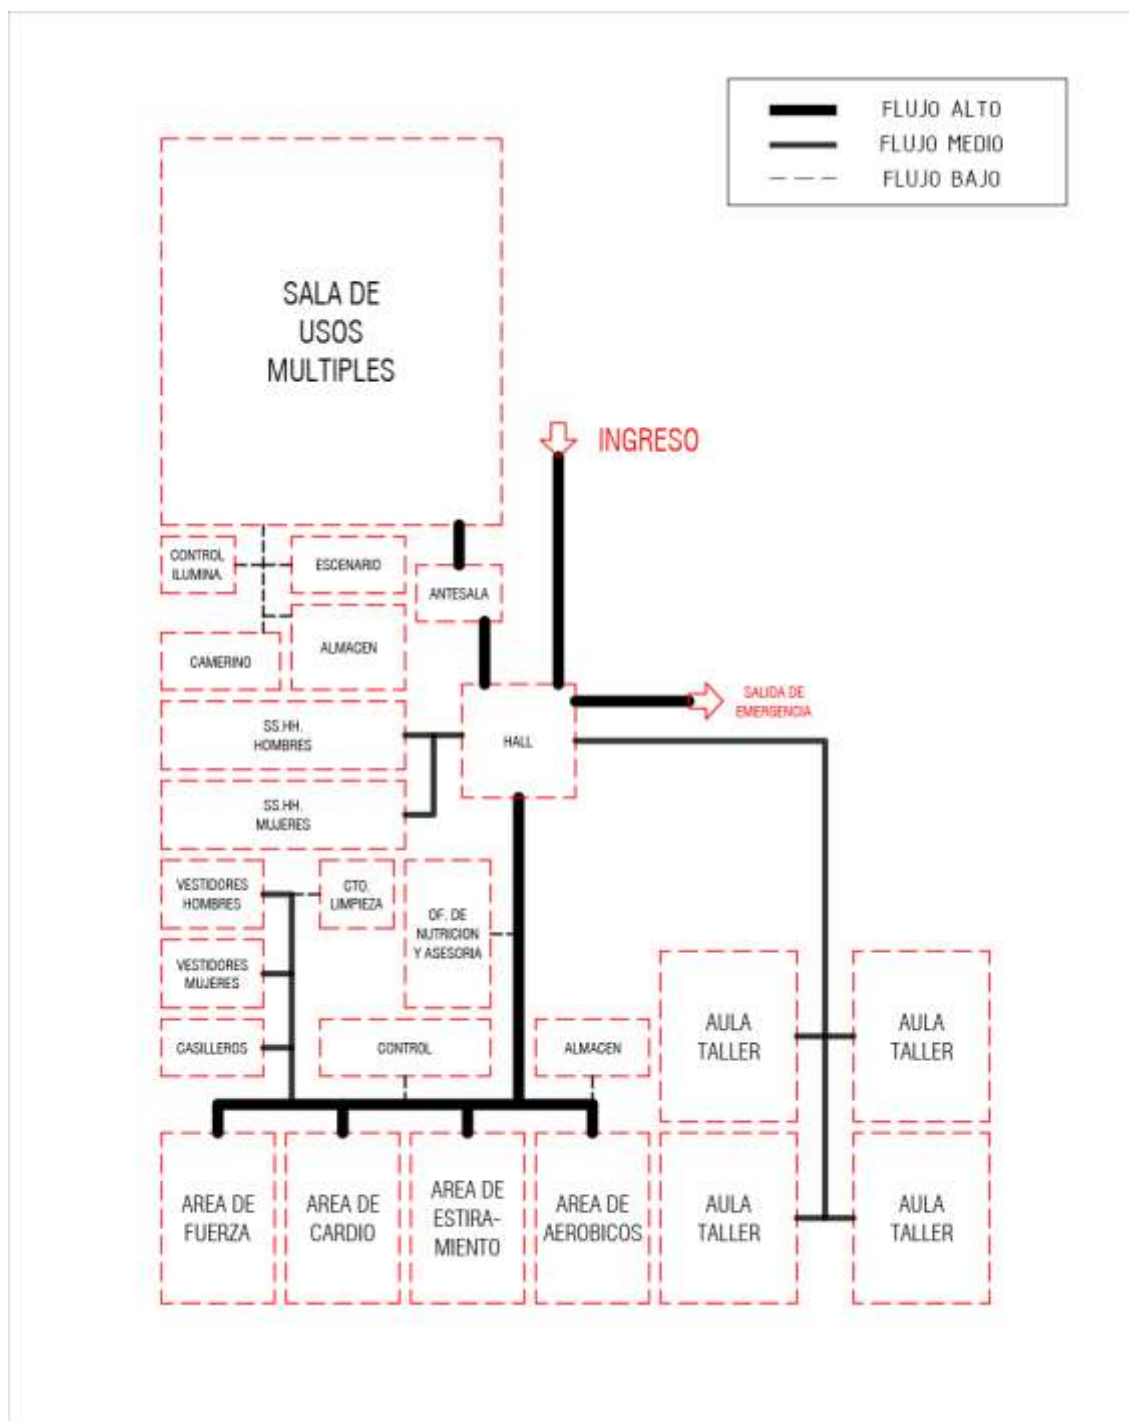 FLUJO ALTO
FLUJO MEDIO
FLUJO BAJO
SALA DE
USOS
MULTIPLES
INGRESO
CONTROL
ILUMINA.
ESCENARIO
ANTESALA
CAMERINO
ALMACEN
SALIDA DE
EMERGENCIA
SS.HH.
HOMBRES
HALL
SS.HH.
MUJERES
VESTIDORES
HOMBRES
CTO.
LIMPIEZA
OF. DE
NUTRICION
Y ASESORIA
VESTIDORES
MUJERES
CASILLEROS
CONTROL
ALMACEN
AULA
TALLER
AULA
TALLER
AREA DE
FUERZA
AREA DE
CARDIO
AREA DE
ESTIRA-
MIENTO
AREA DE
AEROBICOS
AULA
TALLER
AULA
TALLER